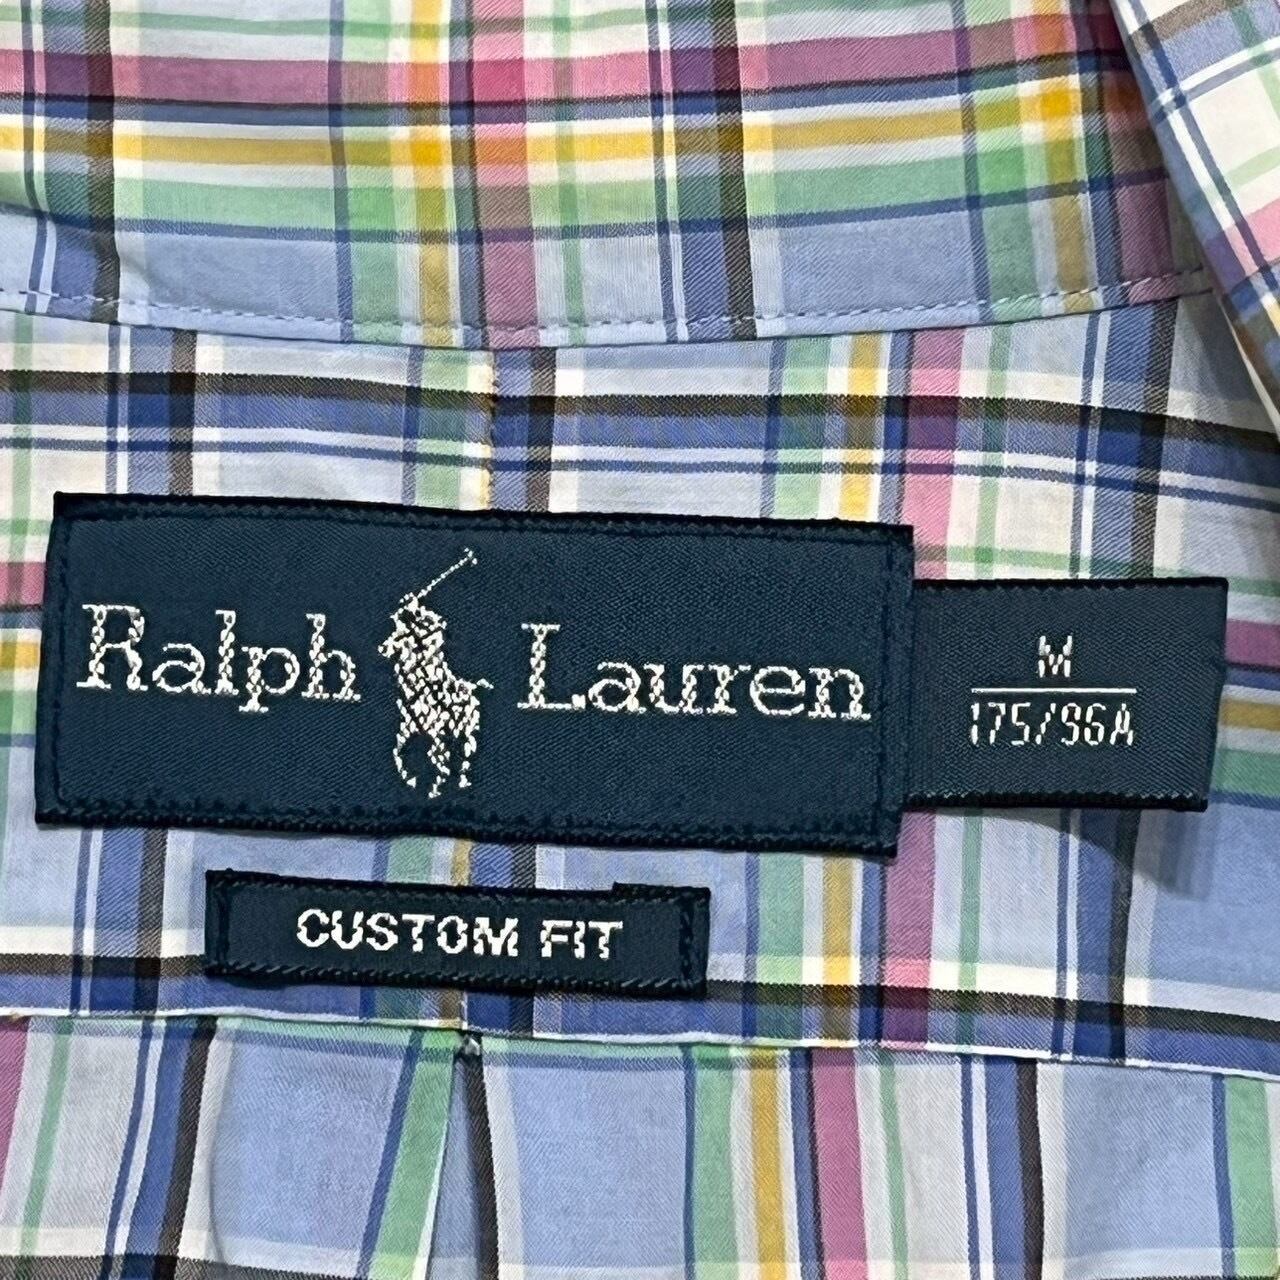 Ralph Lauren
M
175/96A
CUSTOM FIT